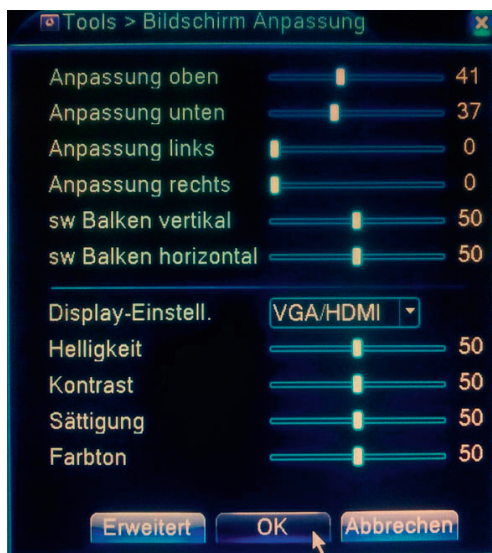 Tools > Bildschirm Anpassung
Anpassung oben 41
Anpassung unten 37
Anpassung links 0
Anpassung rechts 0
sw Balken vertikal 50
sw Balken horizontal 50
Display-Einstell. VGA/HDMI
Helligkeit 50
Kontrast 50
Sättigung 50
Farbton 50
Erweitert OK Abbrechen